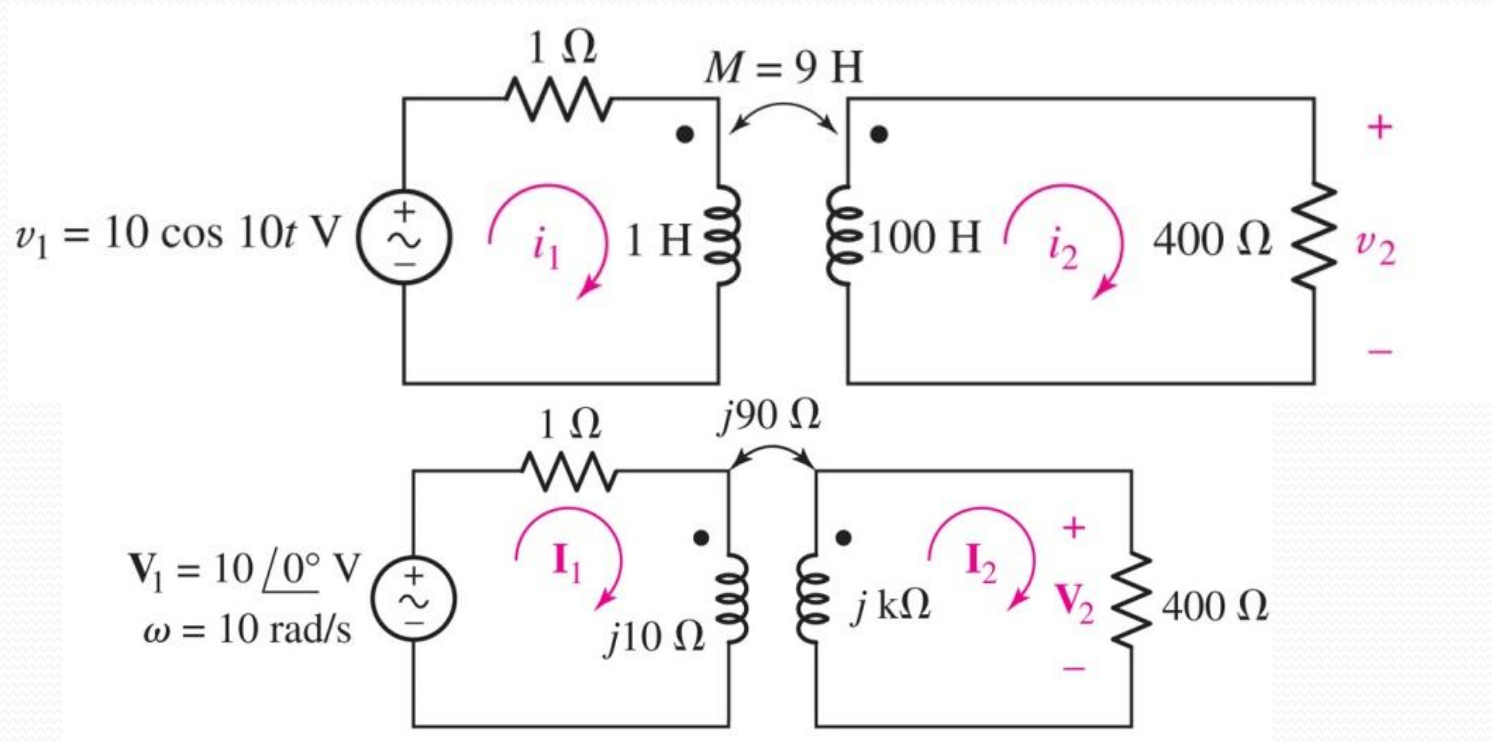 1 Ω
M = 9 H
+
v₁ = 10 cos 10t V
+
−
i₁
1 H
100 H
i₂
400 Ω
v₂
−
1 Ω
j90 Ω
V₁ = 10 /0° V
ω = 10 rad/s
+
−
I₁
j10 Ω
j kΩ
I₂
+
V₂
−
400 Ω